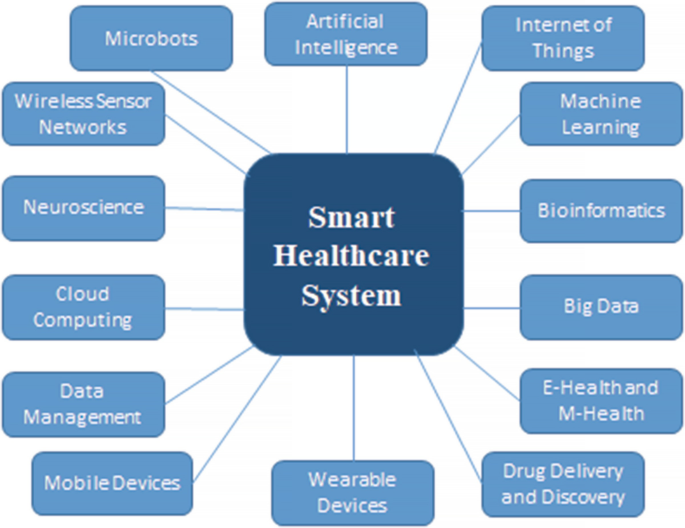 Microbots
Artificial
Intelligence
Internet of
Things
Wireless Sensor
Networks
Machine
Learning
Neuroscience
Smart
Healthcare
System
Bioinformatics
Cloud
Computing
Big Data
Data
Management
E-Health and
M-Health
Mobile Devices
Wearable
Devices
Drug Delivery
and Discovery